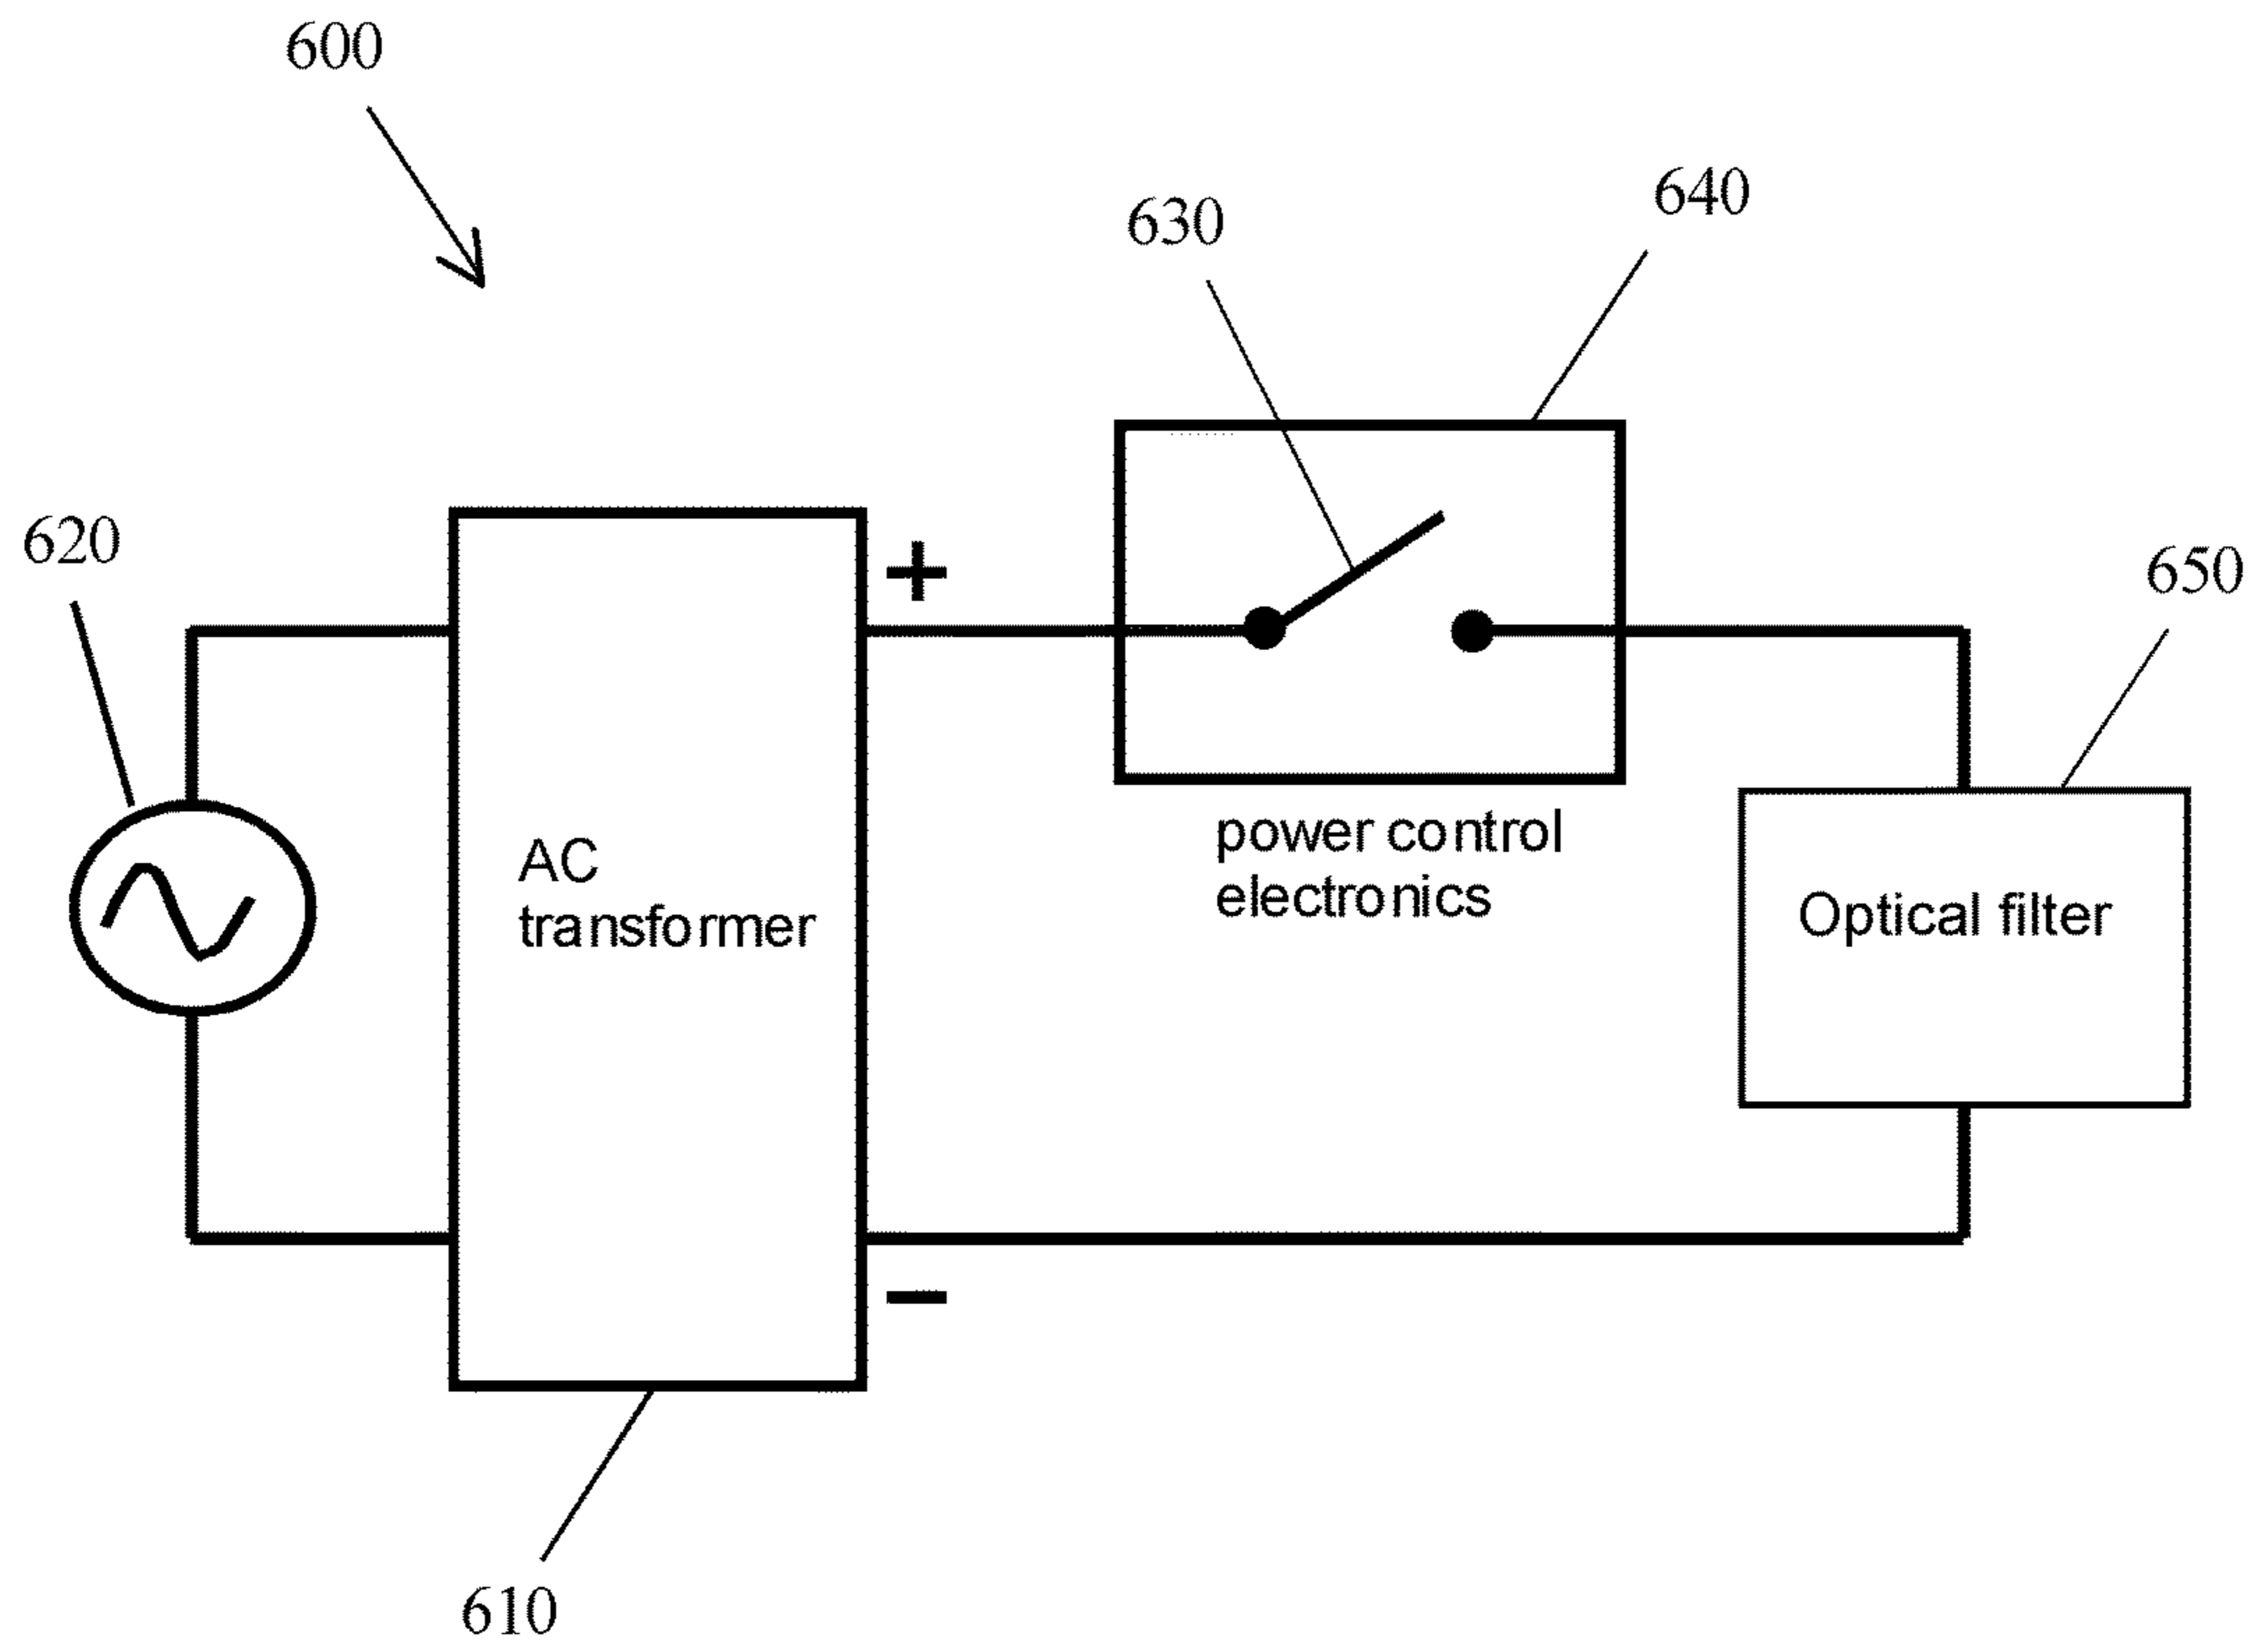 600
640
630
620
650
+
AC
transformer
power control
electronics
Optical filter
−
610